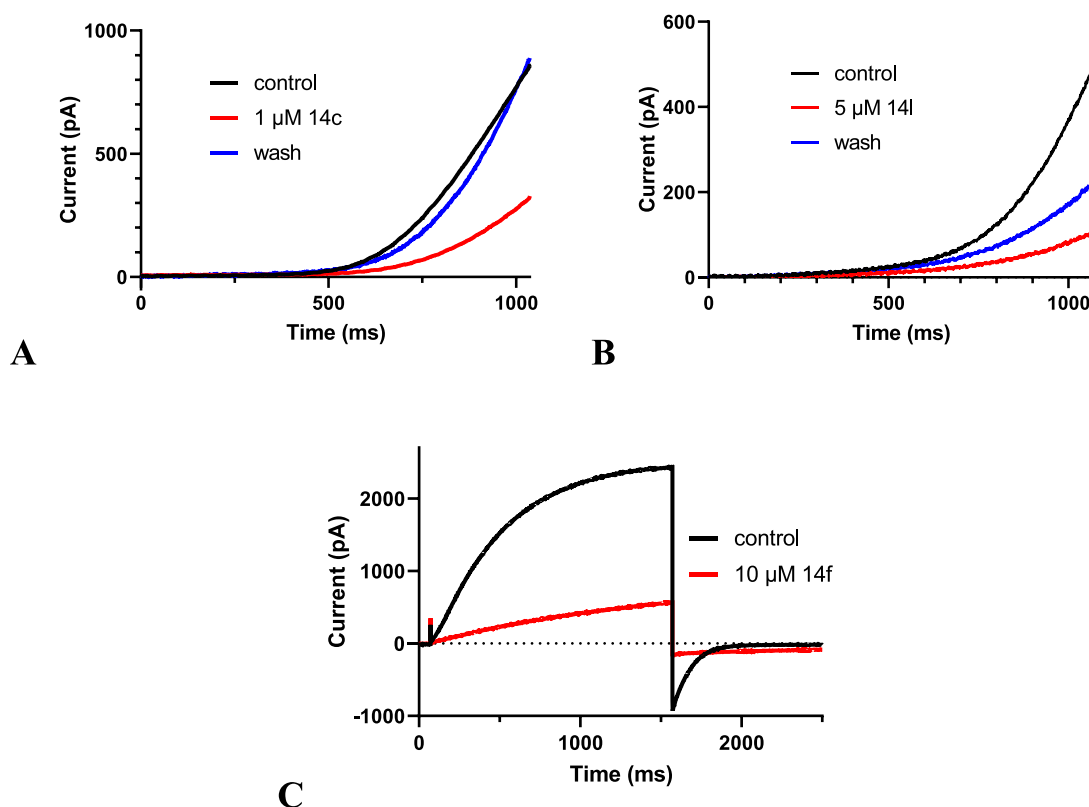 1000
500
0
Current (pA)
control
1 µM 14c
wash
0
500
1000
Time (ms)
A
600
400
200
0
Current (pA)
control
5 µM 14l
wash
0
500
1000
Time (ms)
B
2000
1000
0
-1000
Current (pA)
control
10 µM 14f
0
1000
2000
Time (ms)
C